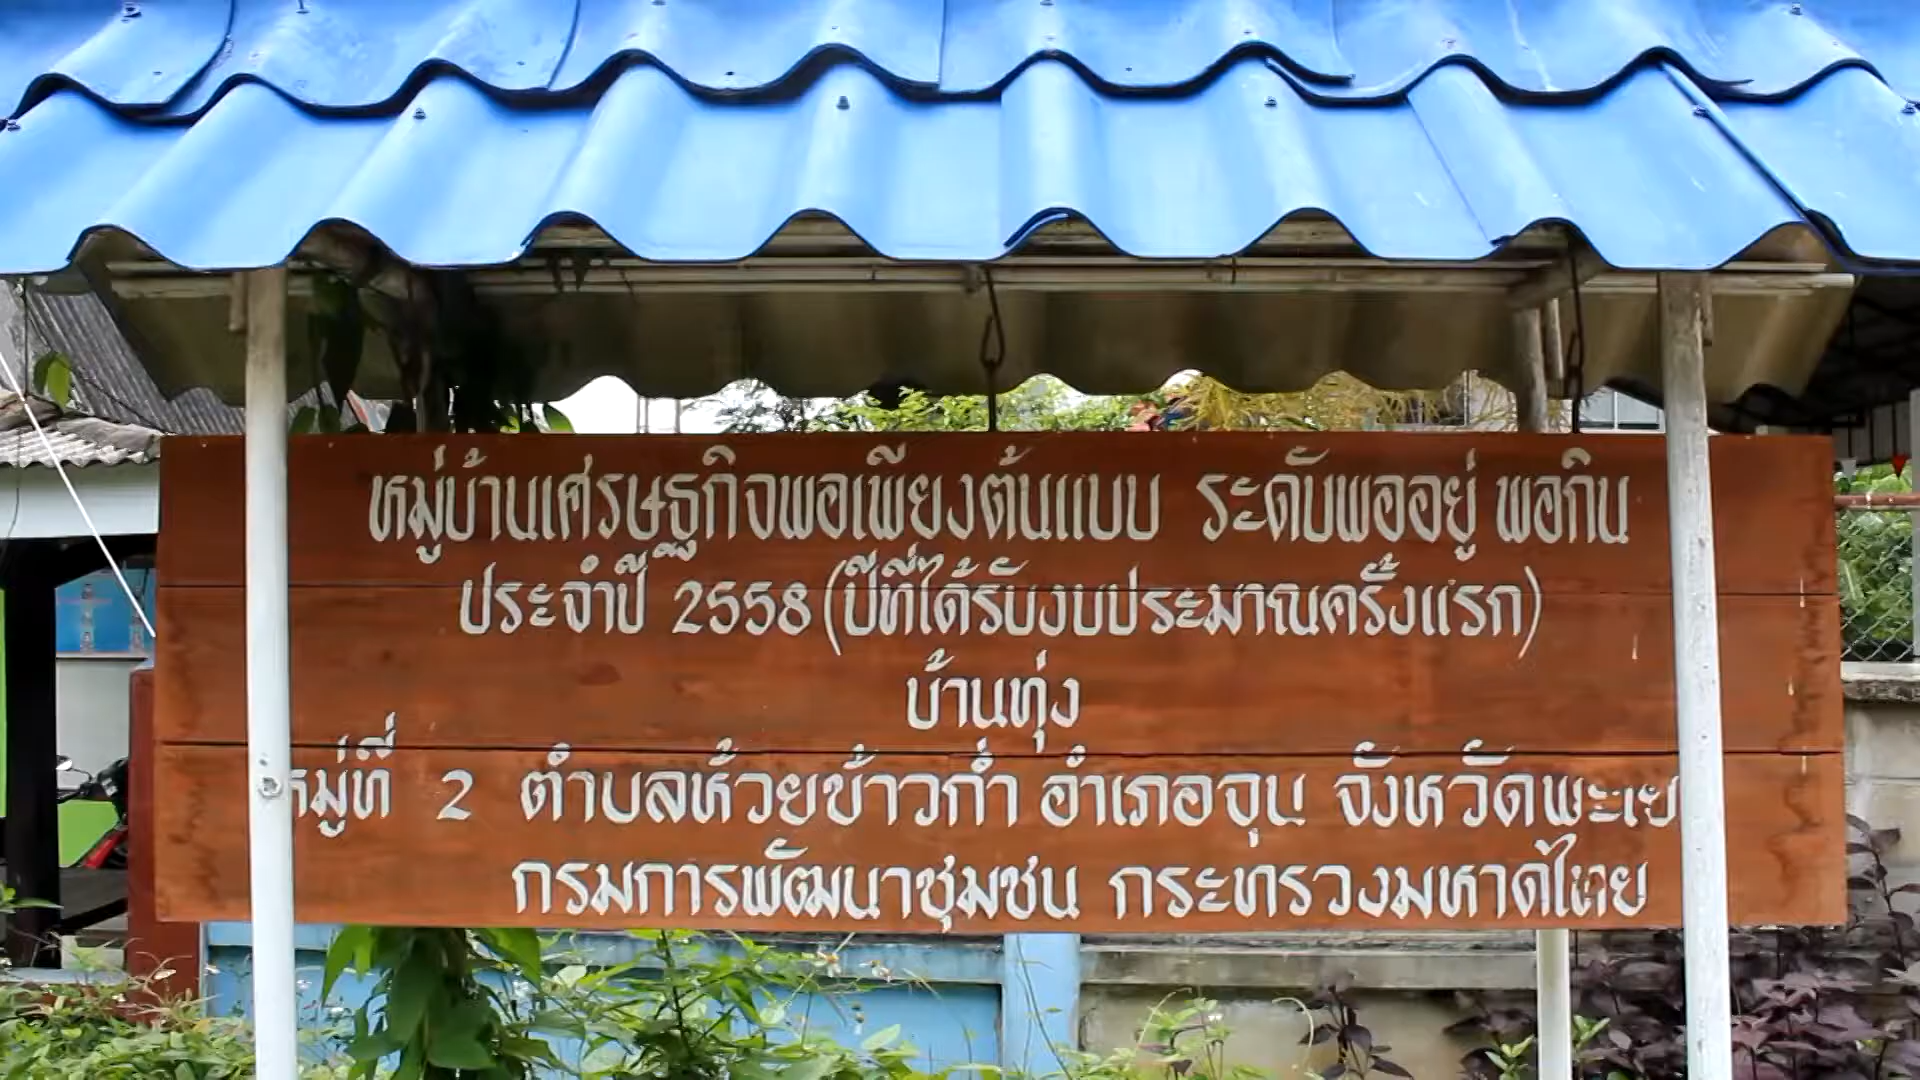 หมู่บ้านเศรษฐกิจพอเพียงต้นแบบ ระดับพออยู่ พอกิน
ประจำปี 2558 (ปีที่ได้รับงบประมาณครั้งแรก)
บ้านทุ่ง
หมู่ที่ 2 ตำบลห้วยข้าวก่ำ อำเภอจุน จังหวัดพะเย
กรมการพัฒนาชุมชน กระทรวงมหาดไทย